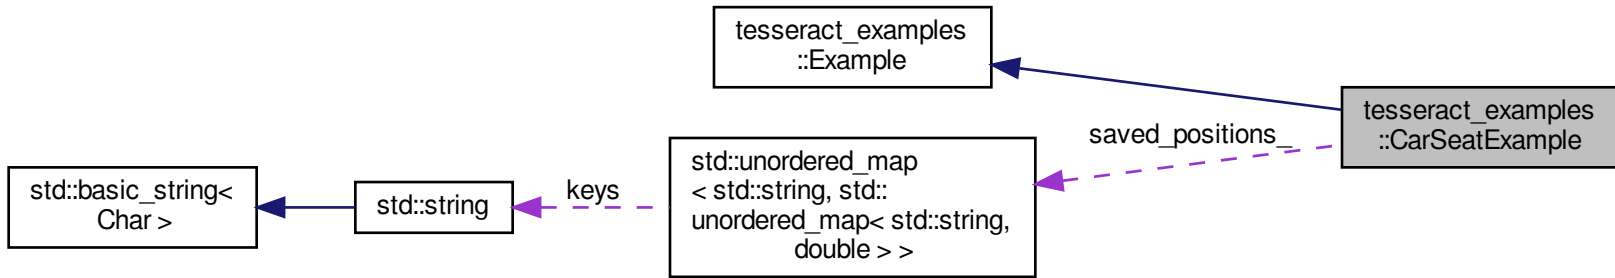 tesseract_examples
::Example
tesseract_examples
::CarSeatExample
saved_positions_
std::unordered_map
< std::string, std::
unordered_map< std::string,
double > >
keys
std::string
std::basic_string<
Char >